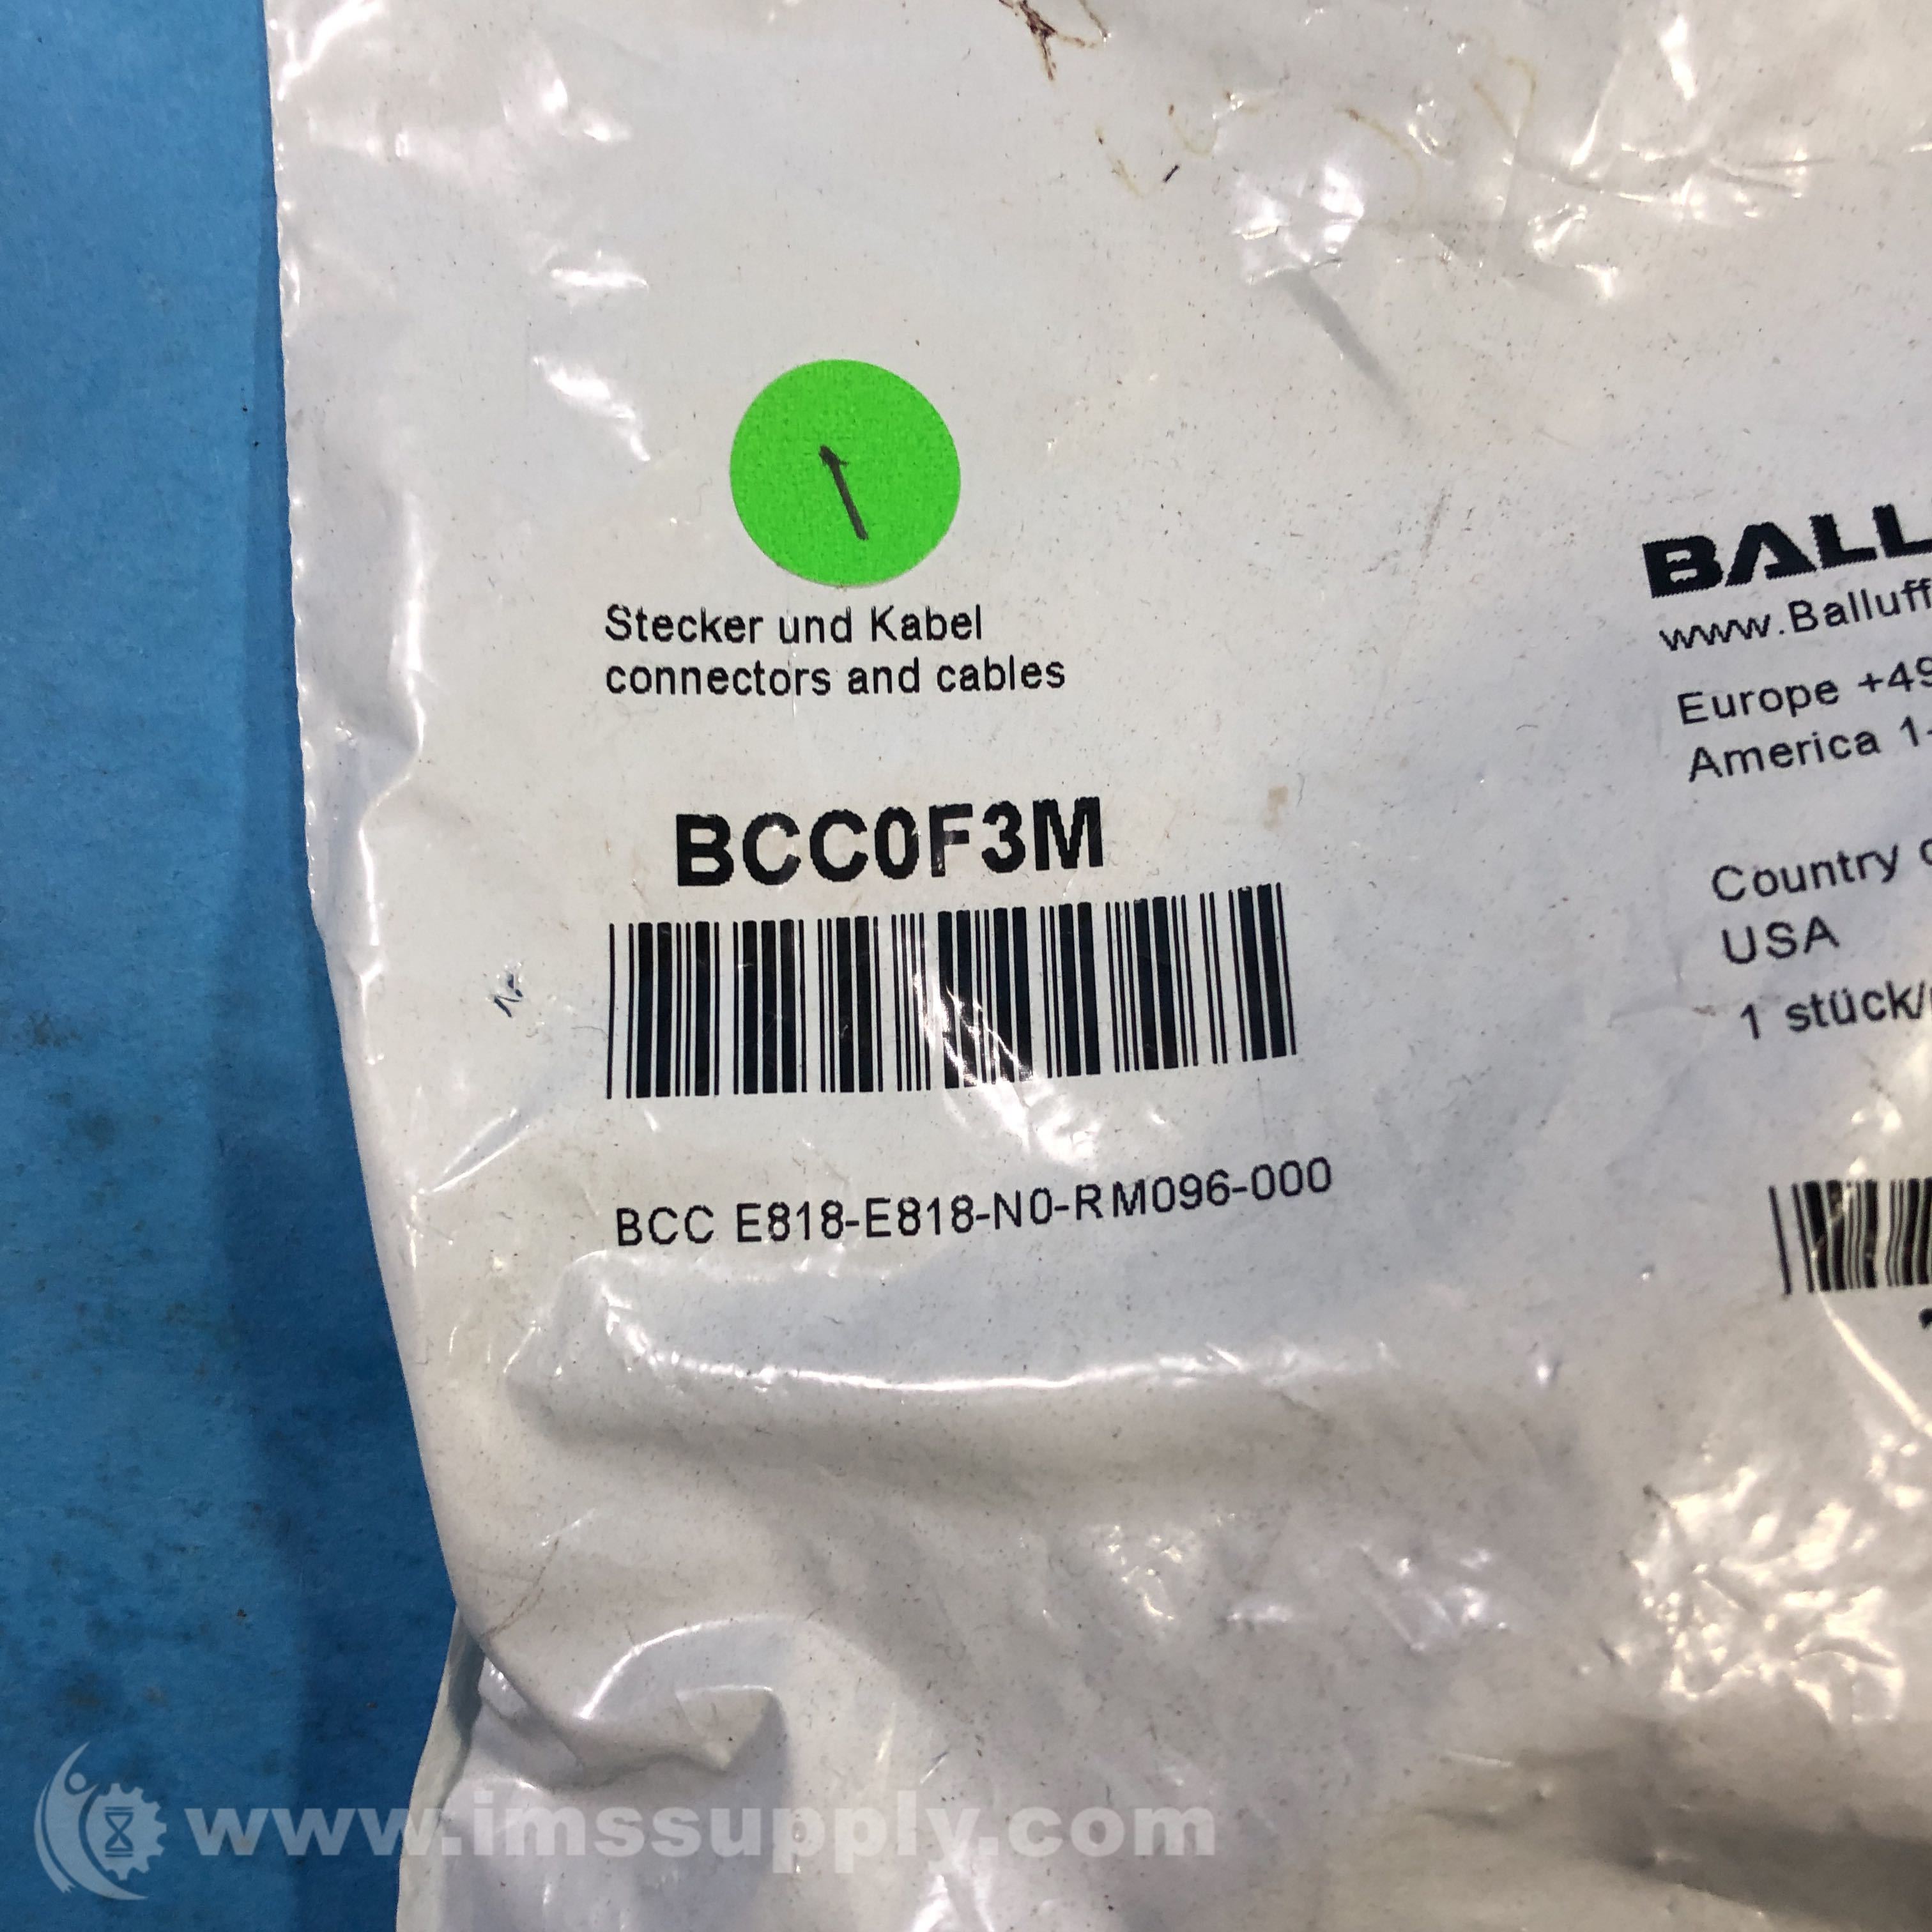 Stecker und Kabel
connectors and cables
BCC0F3M
BCC E818-E818-N0-RM096-000
BALL
www.Balluff
Europe +49
America 1-
Country
USA
1 stück/
www.imssupply.com